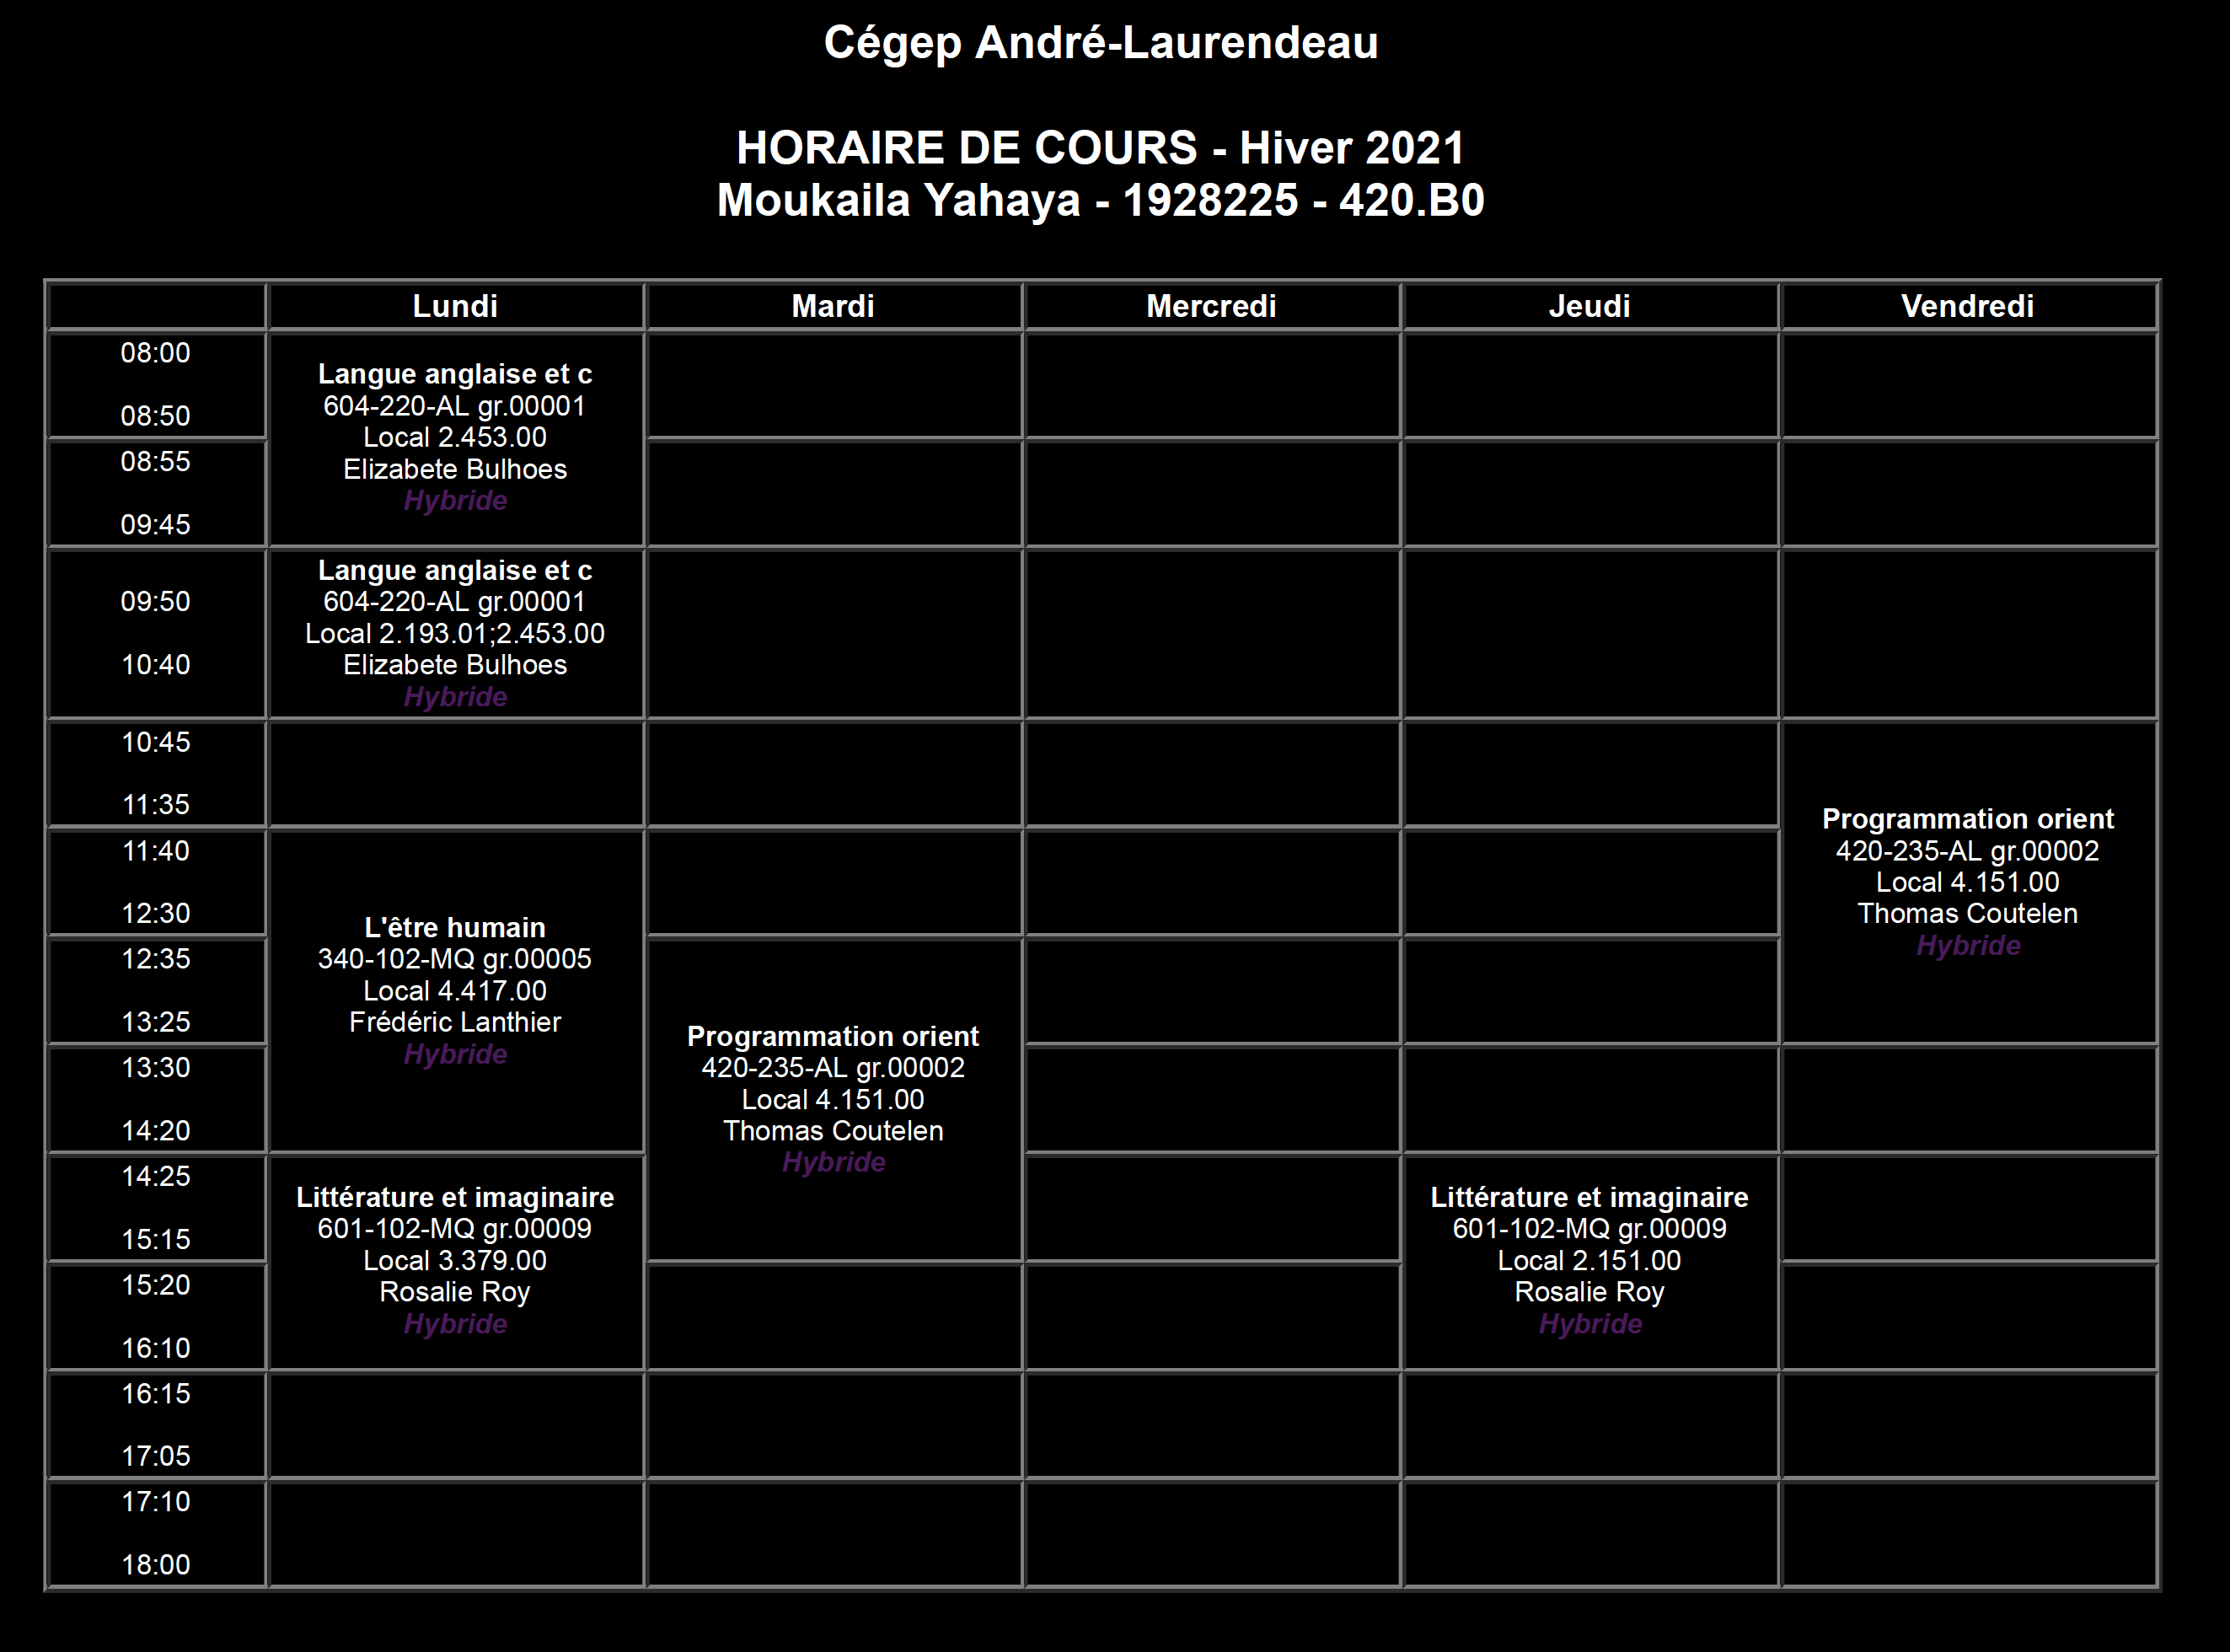 Cégep André-Laurendeau
HORAIRE DE COURS - Hiver 2021
Moukaila Yahaya - 1928225 - 420.B0
Lundi Mardi Mercredi Jeudi Vendredi
08:00
08:50
Langue anglaise et c
604-220-AL gr.00001
Local 2.453.00
Elizabete Bulhoes
Hybride
08:55
09:45
09:50
10:40
Langue anglaise et c
604-220-AL gr.00001
Local 2.193.01;2.453.00
Elizabete Bulhoes
Hybride
10:45
11:35
Programmation orient
420-235-AL gr.00002
Local 4.151.00
Thomas Coutelen
Hybride
11:40
12:30
L'être humain
340-102-MQ gr.00005
Local 4.417.00
Frédéric Lanthier
Hybride
12:35
13:25
Programmation orient
420-235-AL gr.00002
Local 4.151.00
Thomas Coutelen
Hybride
13:30
14:20
14:25
15:15
Littérature et imaginaire
601-102-MQ gr.00009
Local 3.379.00
Rosalie Roy
Hybride
Littérature et imaginaire
601-102-MQ gr.00009
Local 2.151.00
Rosalie Roy
Hybride
15:20
16:10
16:15
17:05
17:10
18:00